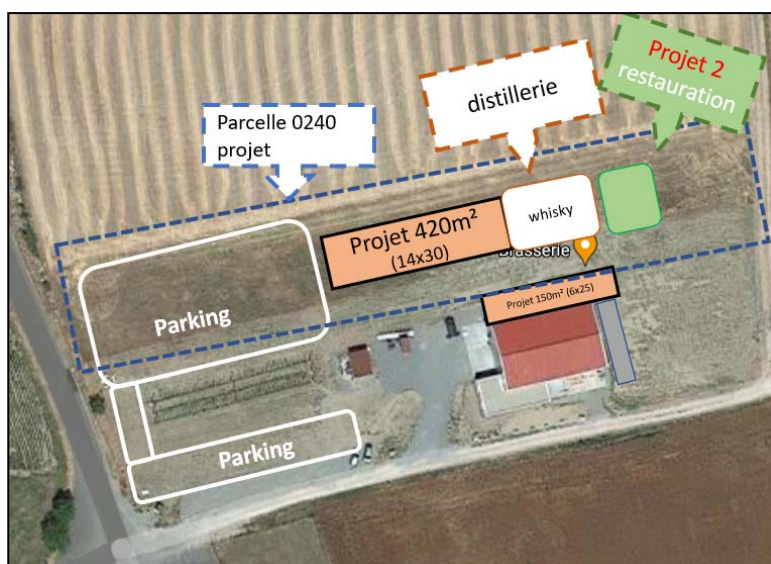 Projet 2
restauration
distillerie
Parcelle 0240
projet
whisky
Projet 420m²
(14x30)
Brasserie
Projet 150m² (6x25)
Parking
Parking